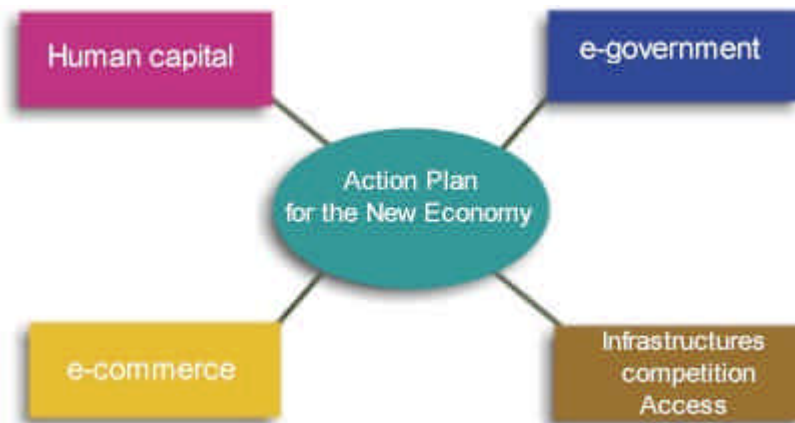 Human capital
e-government
Action Plan
for the New Economy
e-commerce
Infrastructures
competition
Access